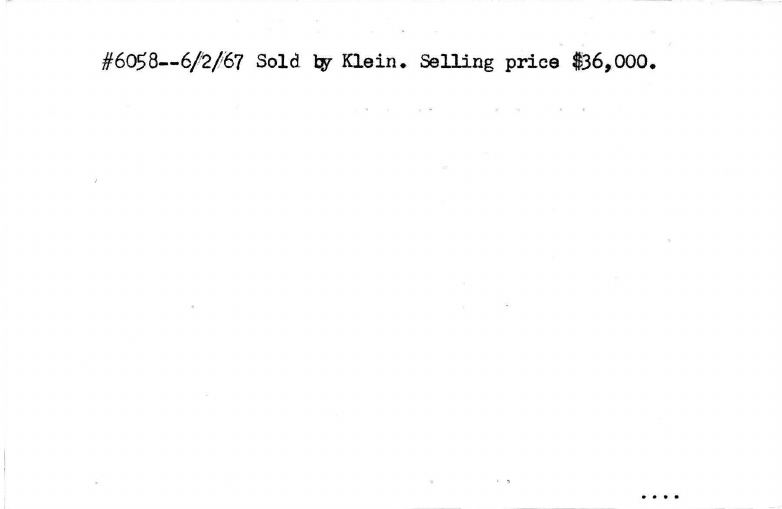 #6058--6/2/67 Sold by Klein. Selling price $36,000.
....